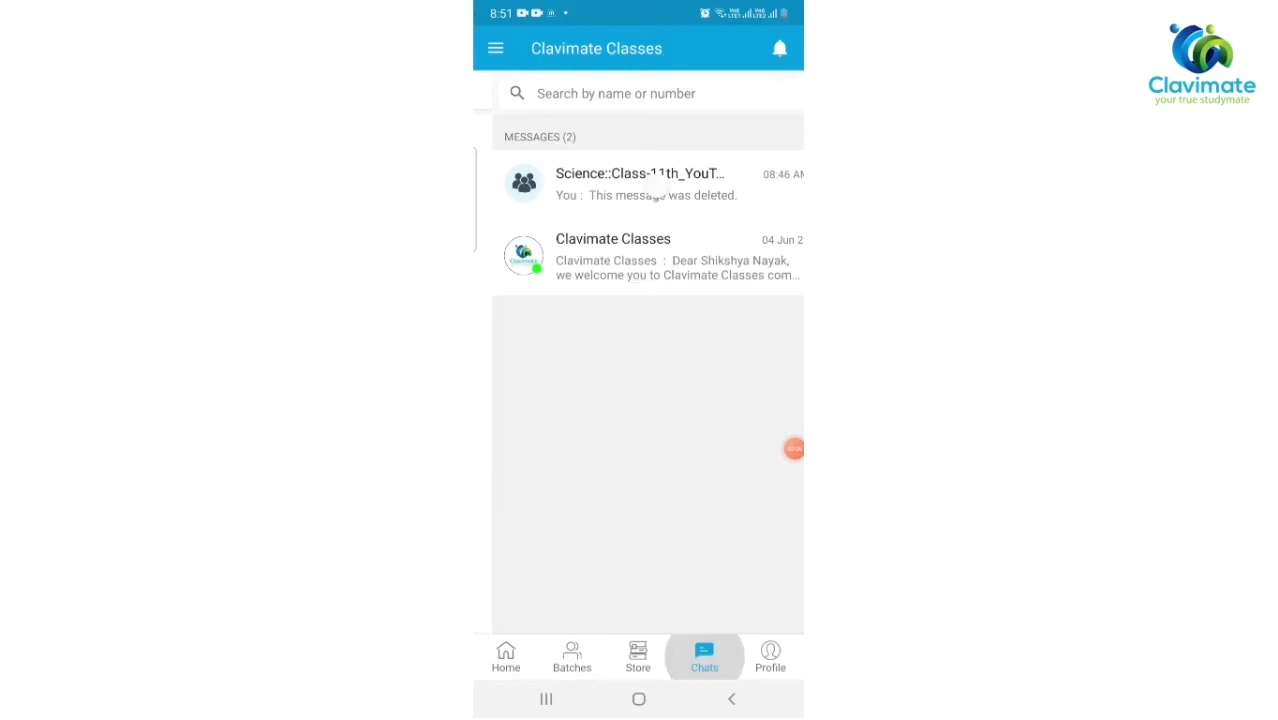 8:51
Clavimate Classes
Clavimate
your true studymate
Search by name or number
MESSAGES (2)
Science::Class-11th_YouT...
08:46 AM
You : This message was deleted.
Clavimate Classes
04 Jun 2
Clavimate Classes : Dear Shikshya Nayak,
we welcome you to Clavimate Classes com...
Home
Batches
Store
Chats
Profile